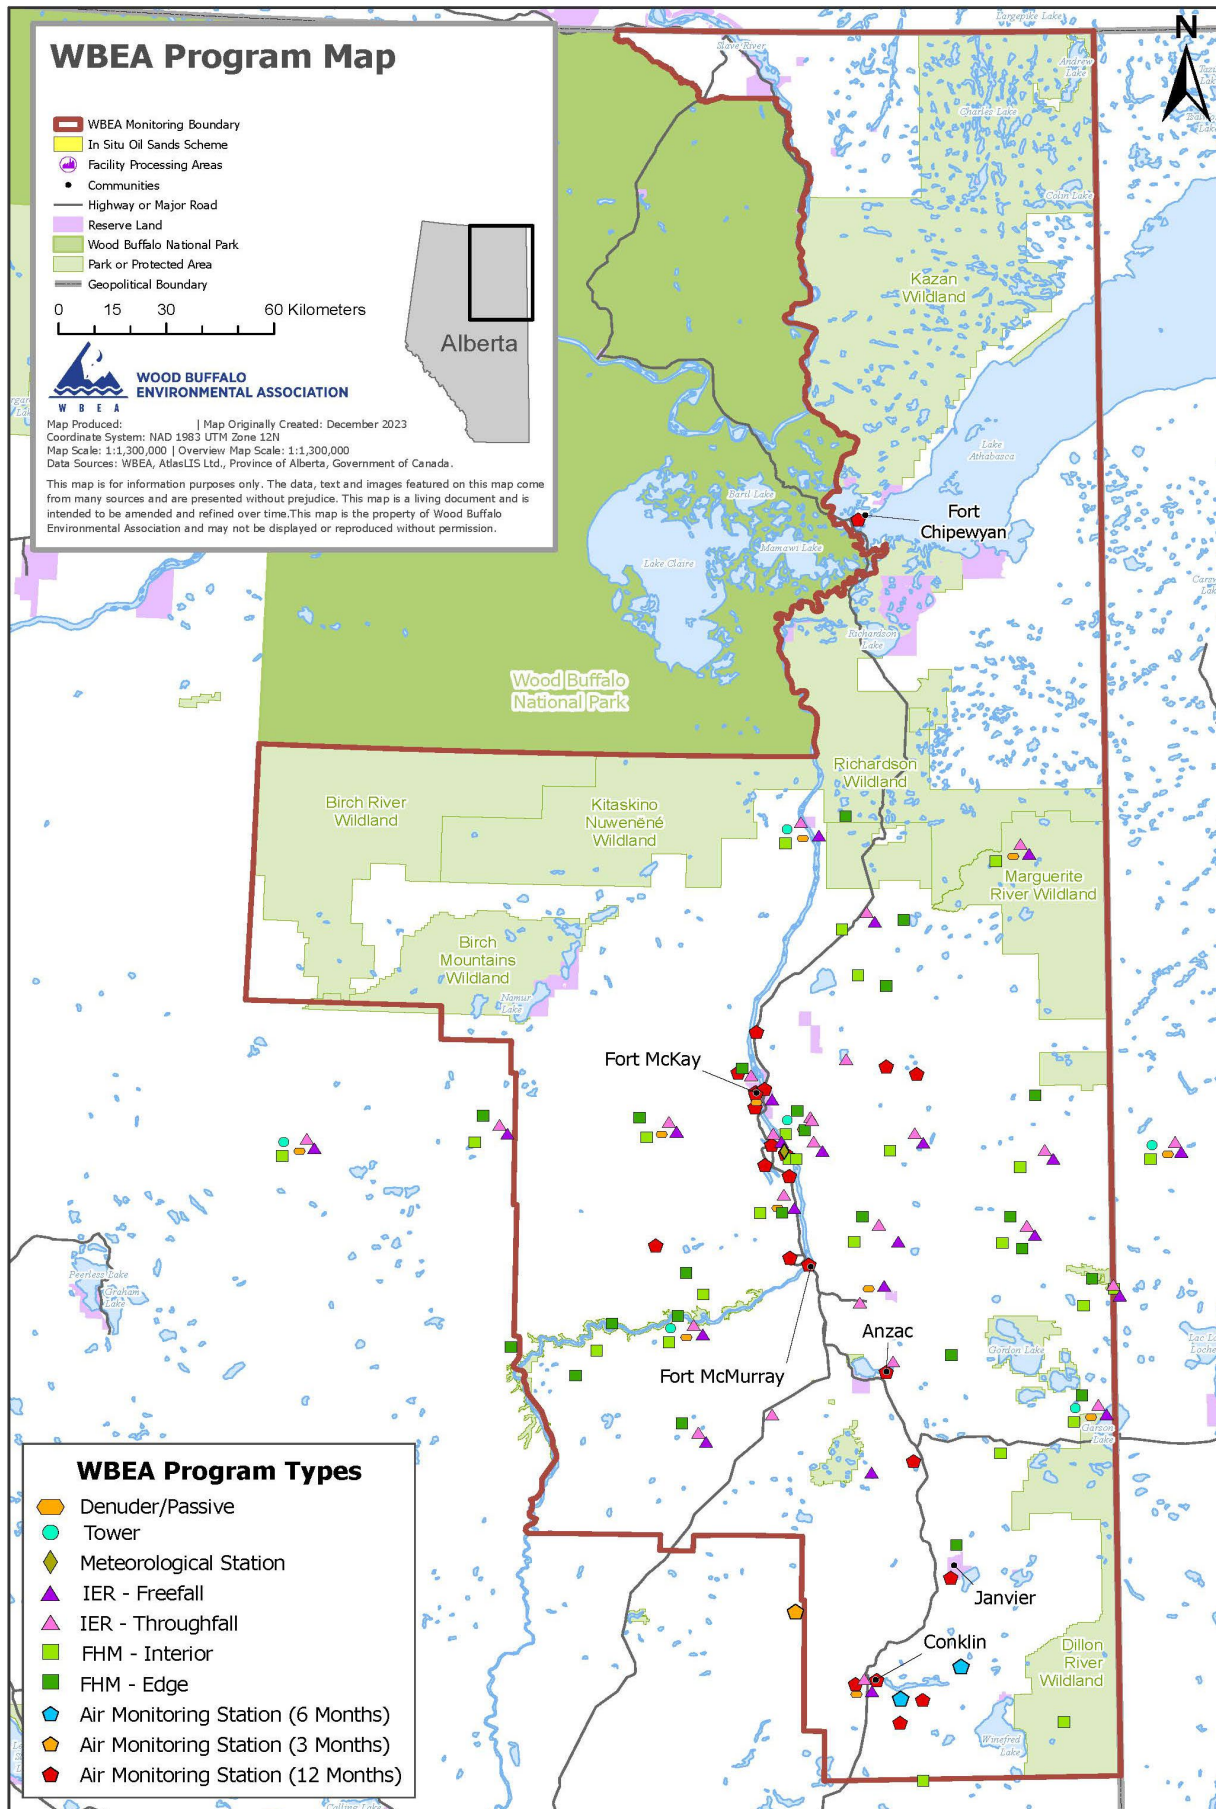 WBEA Program Map
WBEA Monitoring Boundary
In Situ Oil Sands Scheme
Facility Processing Areas
Communities
Highway or Major Road
Reserve Land
Wood Buffalo National Park
Park or Protected Area
Geopolitical Boundary
0 15 30 60 Kilometers
Alberta
WOOD BUFFALO
ENVIRONMENTAL ASSOCIATION
W B E A
Map Produced: | Map Originally Created: December 2023
Coordinate System: NAD 1983 UTM Zone 12N
Map Scale: 1:1,300,000 | Overview Map Scale: 1:1,300,000
Data Sources: WBEA, AtlasLIS Ltd., Province of Alberta, Government of Canada.
This map is for information purposes only. The data, text and images featured on this map come
from many sources and are presented without prejudice. This map is a living document and is
intended to be amended and refined over time.This map is the property of Wood Buffalo
Environmental Association and may not be displayed or reproduced without permission.
N
Largepike Lake
Slave River
Andrew
Lake
Charles Lake
Colin Lake
Kazan
Wildland
Lake
Athabasca
Baril Lake
Fort
Chipewyan
Mamawi Lake
Lake Claire
Richardson
Lake
Wood Buffalo
National Park
Richardson
Wildland
Birch River
Wildland
Kitaskino
Nuwenëné
Wildland
Marguerite
River Wildland
Birch
Mountains
Wildland
Namur
Lake
Fort McKay
Peerless Lake
Graham
Lake
Anzac
Gordon Lake
Fort McMurray
Garson
Lake
Janvier
Conklin
Dillon
River
Wildland
Winefred
Lake
WBEA Program Types
Denuder/Passive
Tower
Meteorological Station
IER - Freefall
IER - Throughfall
FHM - Interior
FHM - Edge
Air Monitoring Station (6 Months)
Air Monitoring Station (3 Months)
Air Monitoring Station (12 Months)
Calling Lake